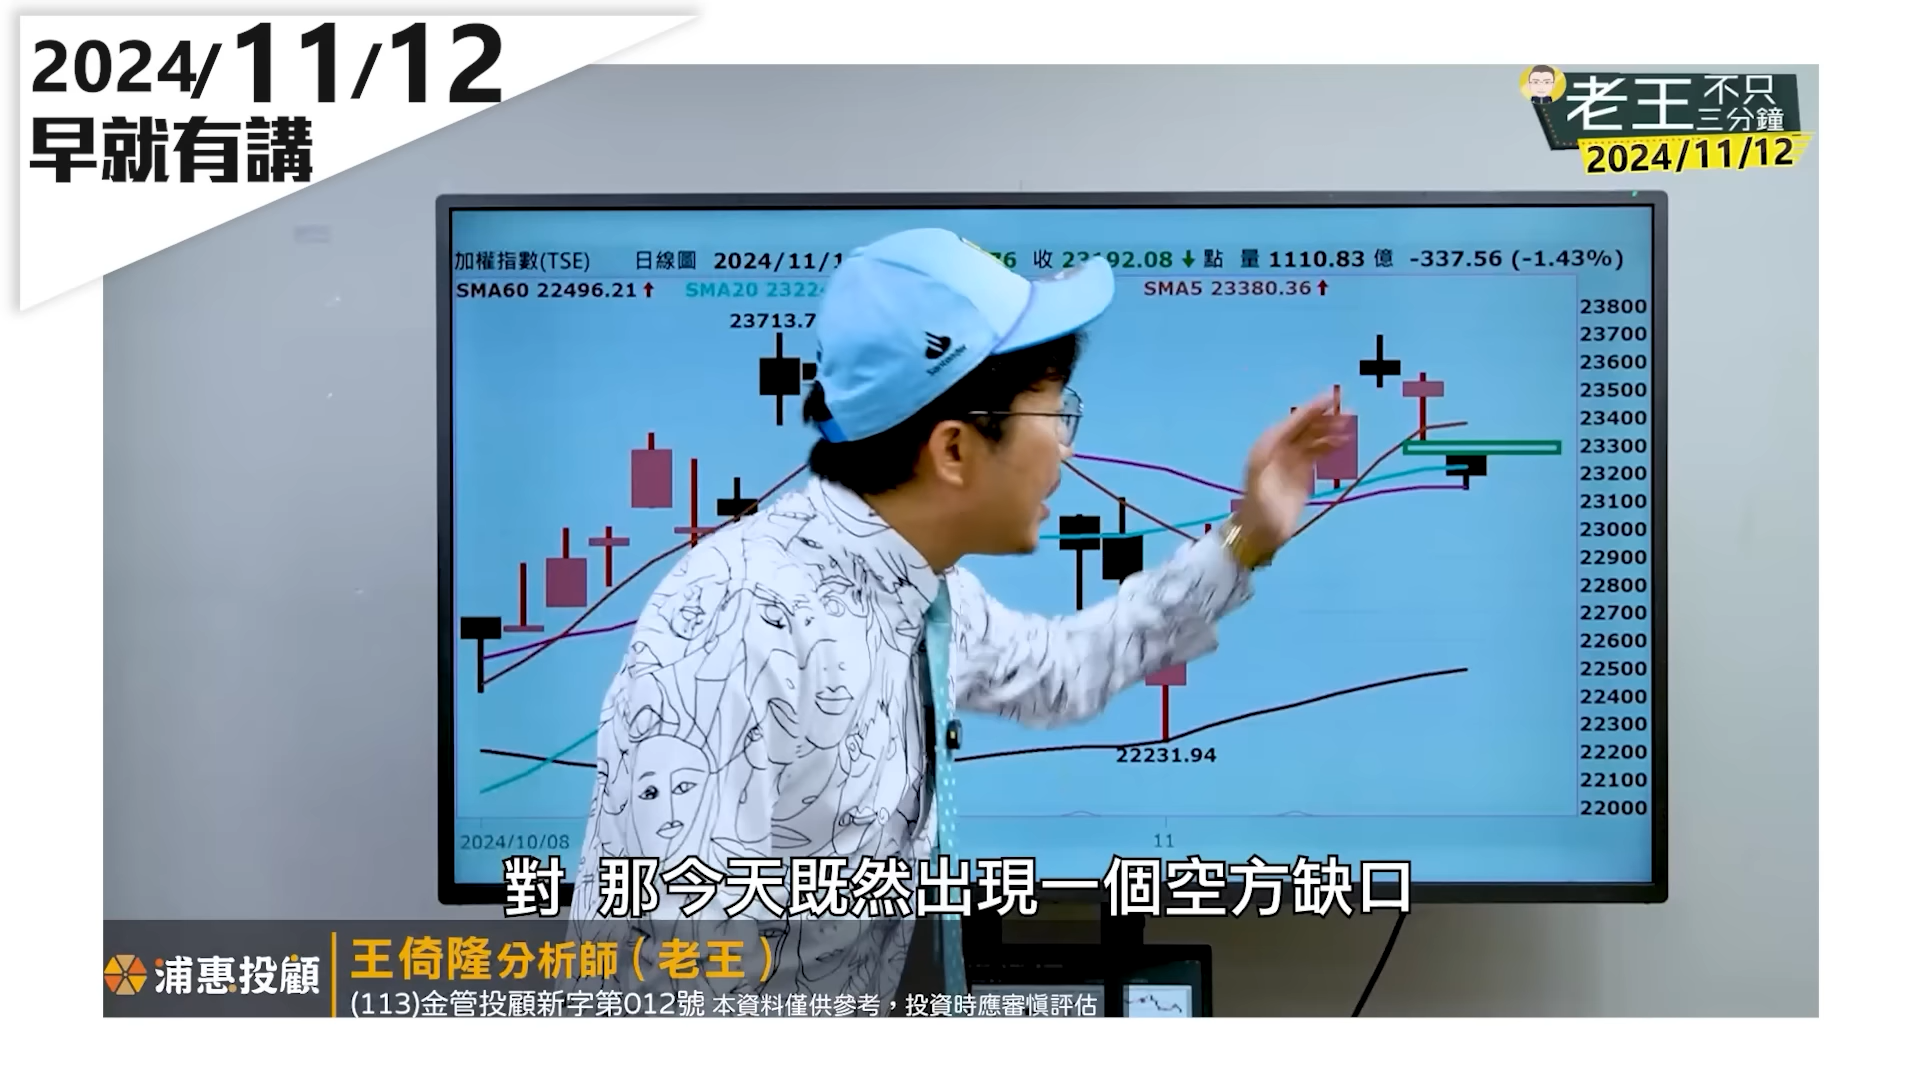 2024/11/12
早就有講
老王 不只
三分鐘
2024/11/12
加權指數(TSE) 日線圖 2024/11/1 收 23192.08↓ 點 量 1110.83 億 -337.56 (-1.43%)
SMA60 22496.21↑ SMA20 2322 SMA5 23380.36↑
23713.7
23800
23700
23600
23500
23400
23300
23200
23100
23000
22900
22800
22700
22600
22500
22400
22300
22200
22100
22000
22231.94
2024/10/08 11
Santander
對 那今天既然出現一個空方缺口
浦惠投顧
王倚隆分析師(老王)
(113)金管投顧新字第012號 本資料僅供參考，投資時應審慎評估